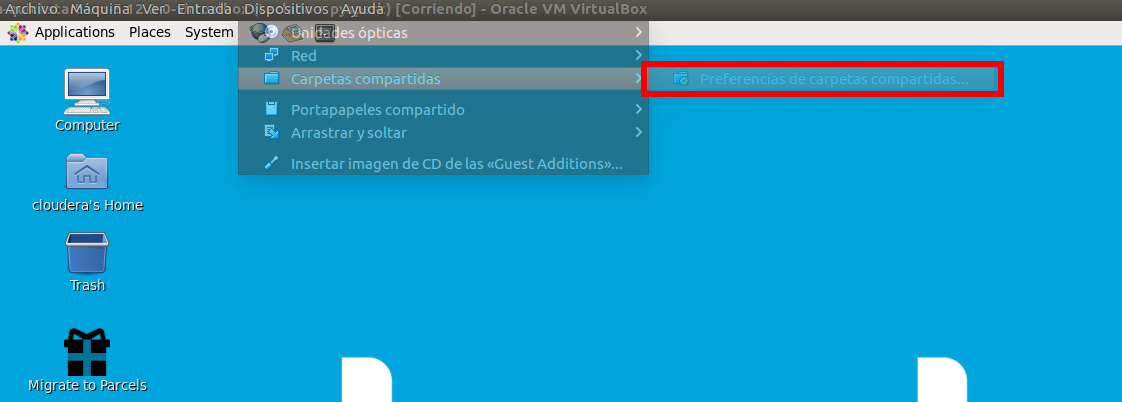 Archivo Máquina Ver Entrada Dispositivos Ayuda [Corriendo] - Oracle VM VirtualBox
Applications Places System
Unidades ópticas
Red
Carpetas compartidas
Preferencias de carpetas compartidas...
Portapapeles compartido
Arrastrar y soltar
Insertar imagen de CD de las «Guest Additions»...
Computer
cloudera's Home
Trash
Migrate to Parcels